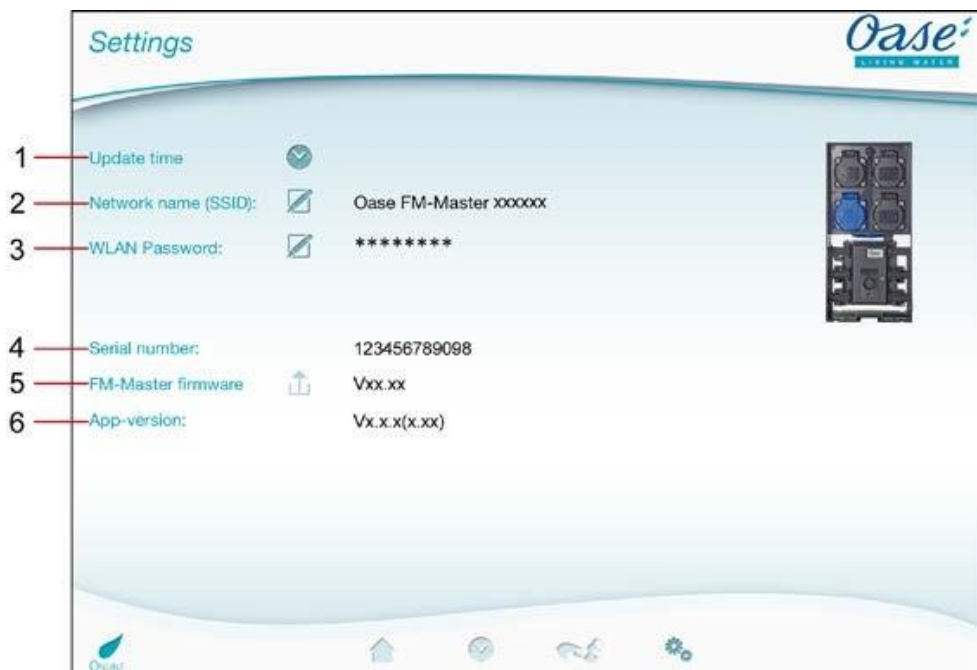 Settings
Oase
LIVING WATER
1 Update time
2 Network name (SSID): Oase FM-Master xxxxxx
3 WLAN Password: ********
4 Serial number: 123456789098
5 FM-Master firmware Vxx.xx
6 App-version: Vx.x.x(x.xx)